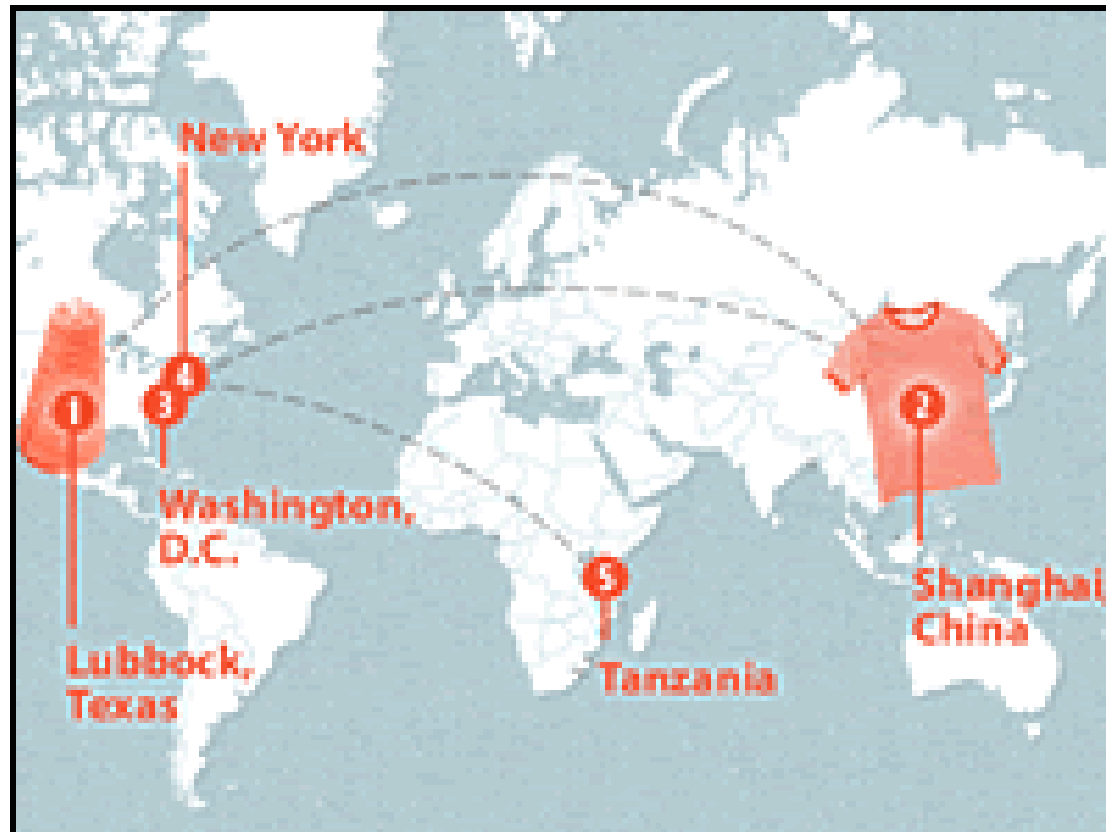 New York
4
1
3
2
Washington,
D.C.
5
Shanghai,
China
Lubbock,
Texas
Tanzania